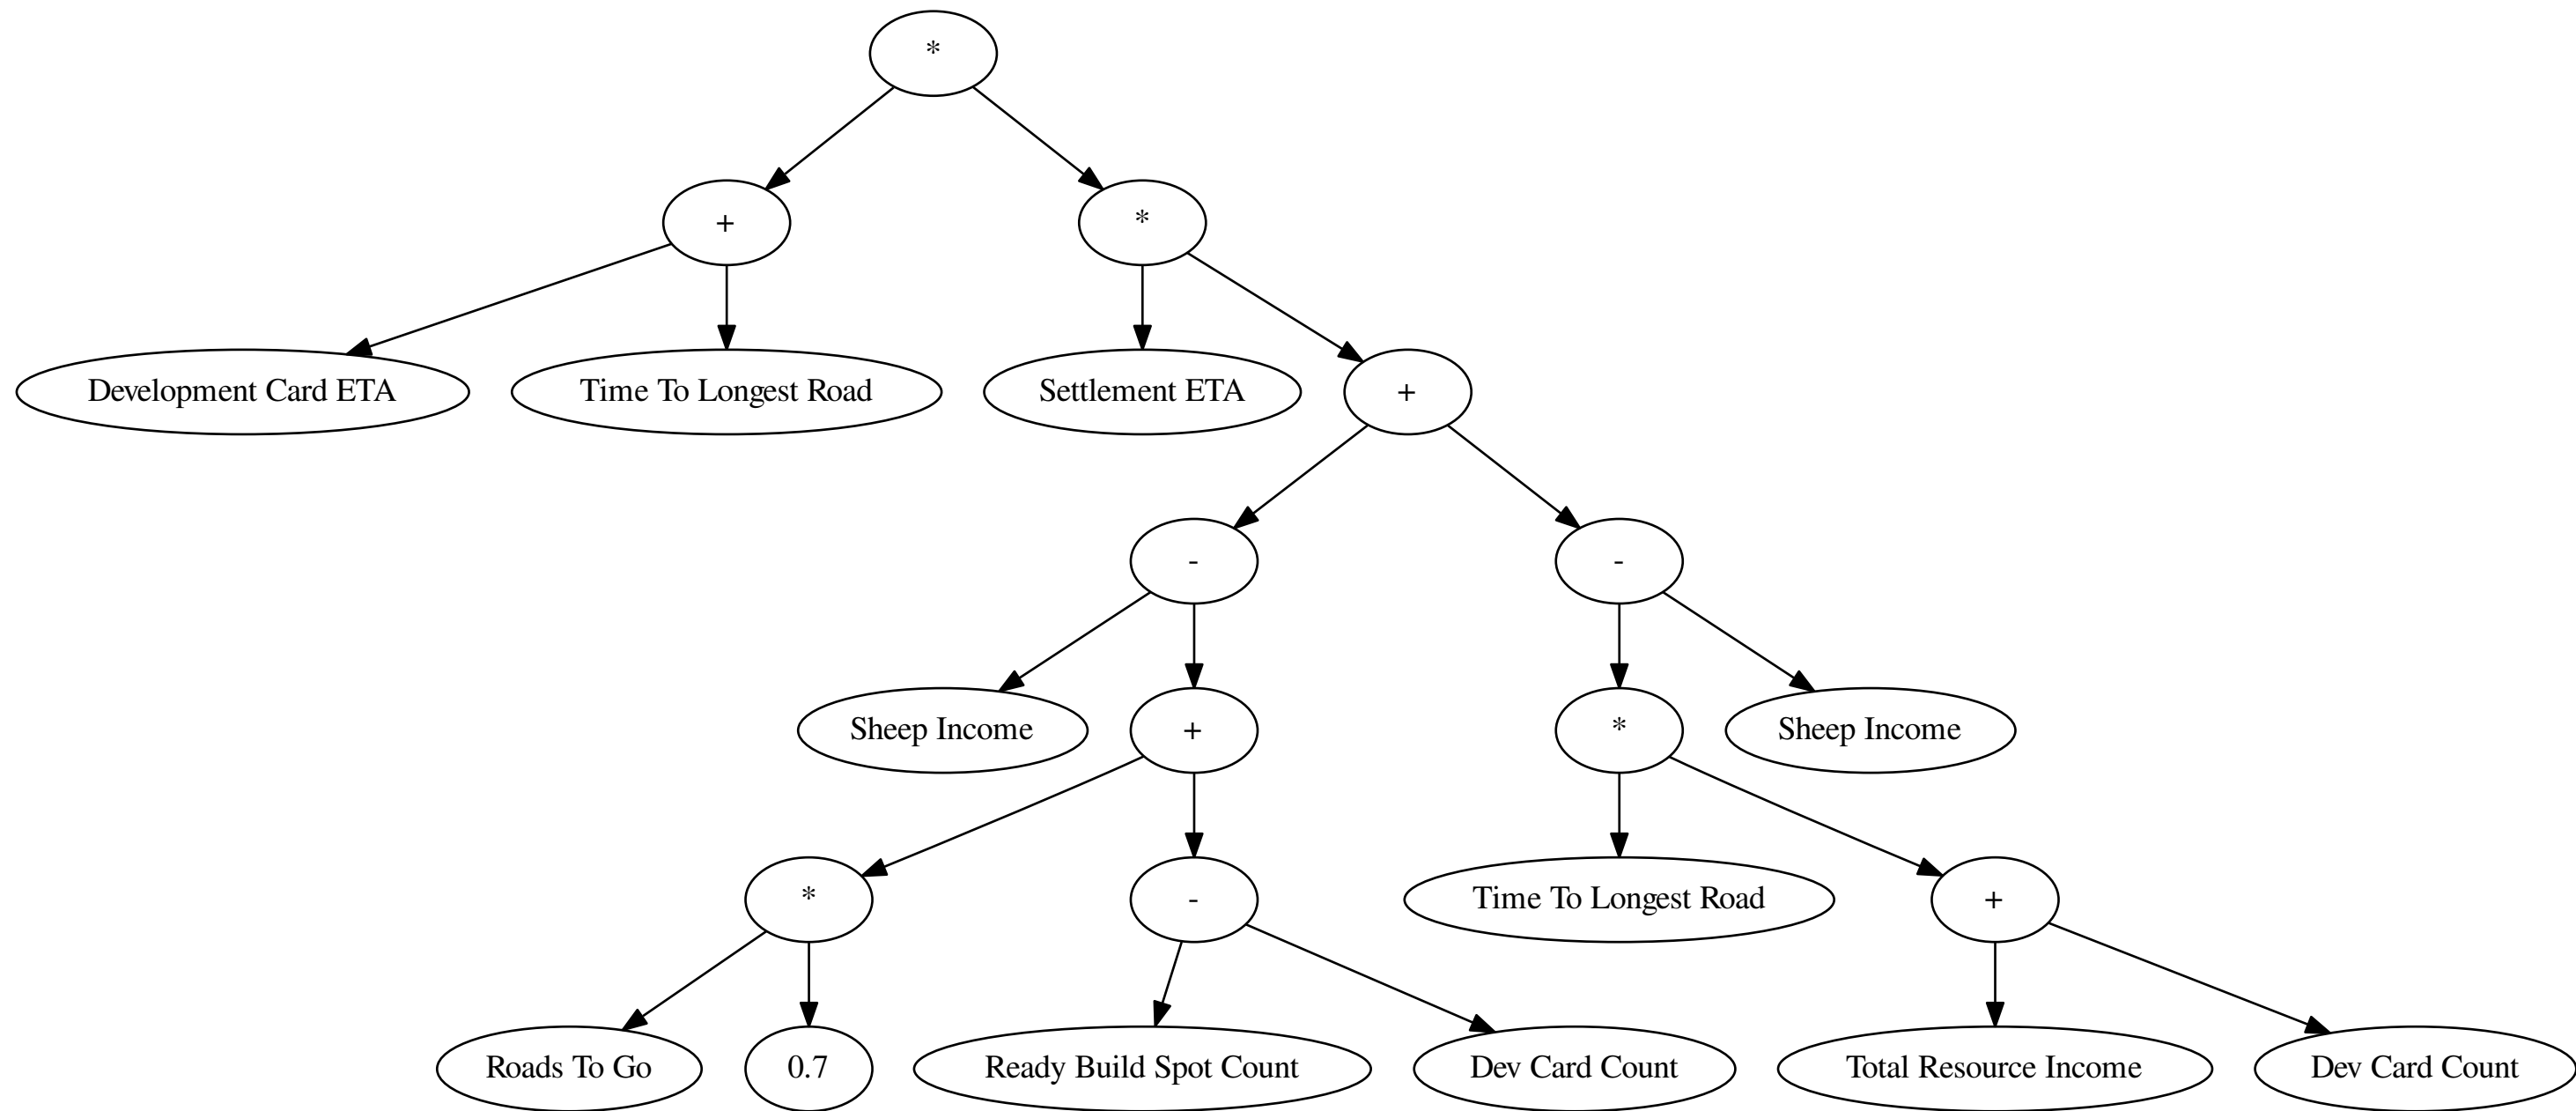 *
+
*
Development Card ETA
Time To Longest Road
Settlement ETA
+
-
-
Sheep Income
+
*
Sheep Income
*
-
Time To Longest Road
+
Roads To Go
0.7
Ready Build Spot Count
Dev Card Count
Total Resource Income
Dev Card Count